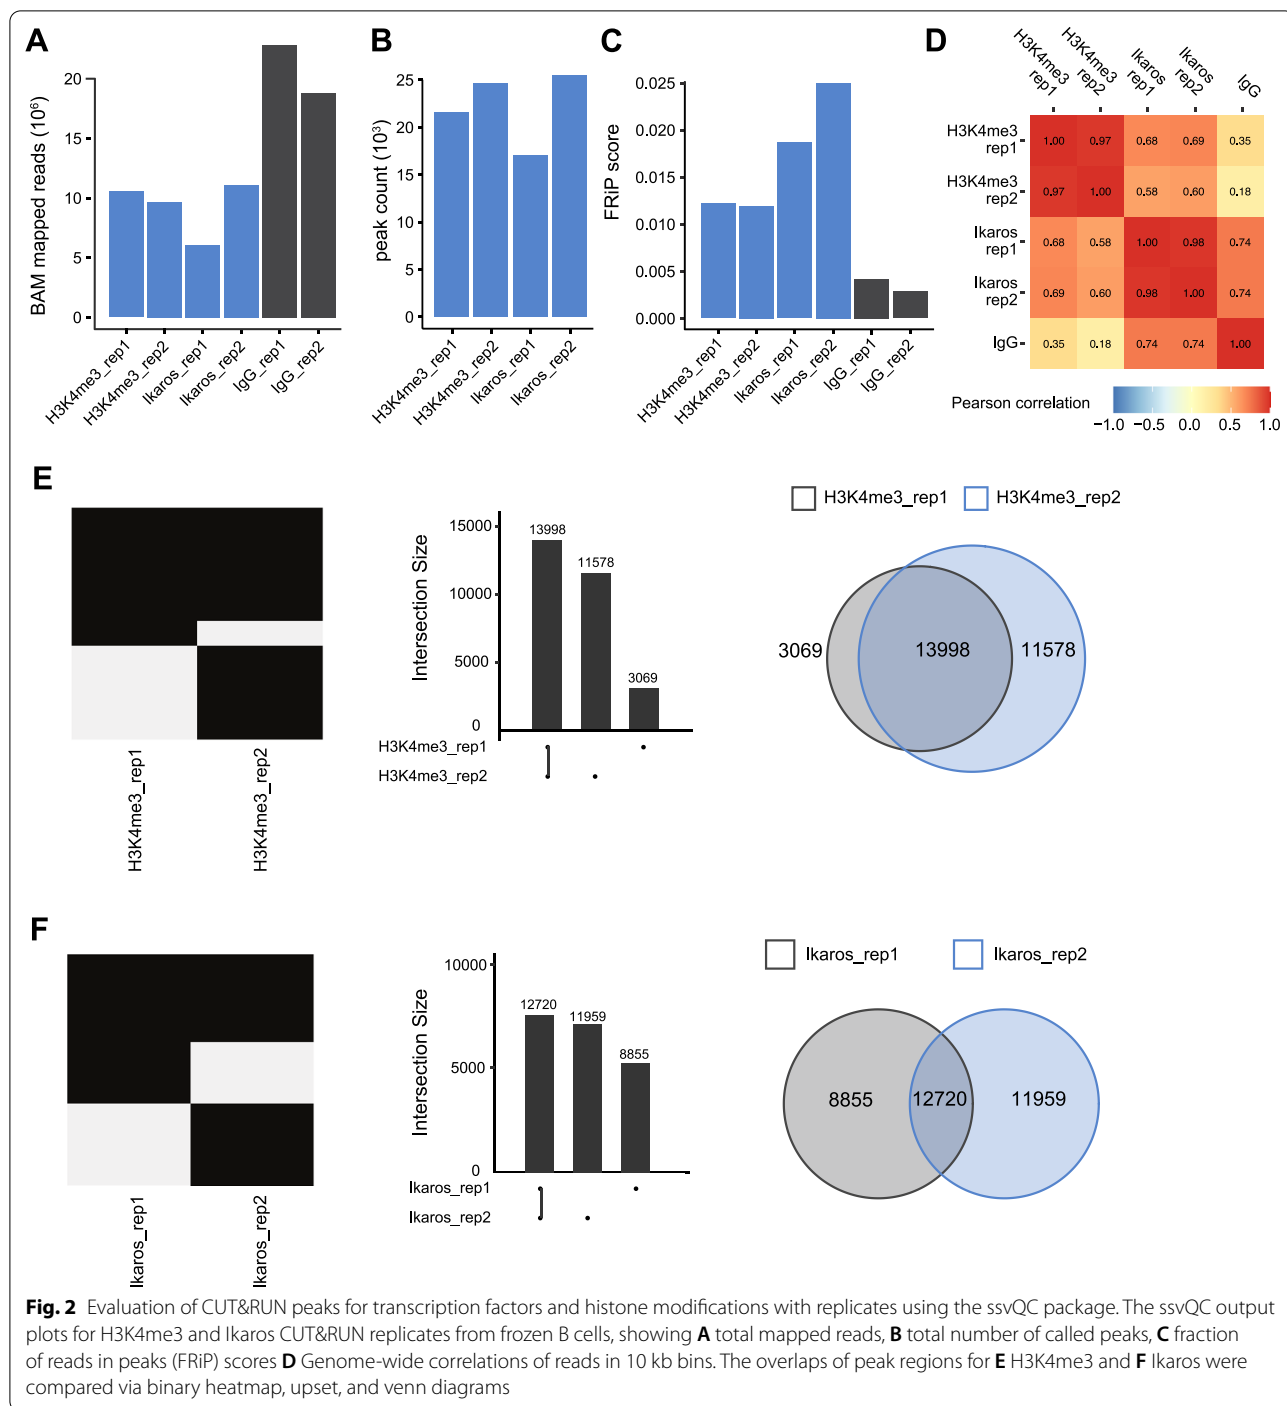 A
BAM mapped reads (10⁶)
20
15
10
5
0
H3K4me3_rep1
H3K4me3_rep2
Ikaros_rep1
Ikaros_rep2
IgG_rep1
IgG_rep2
B
peak count (10³)
25
20
15
10
5
0
H3K4me3_rep1
H3K4me3_rep2
Ikaros_rep1
Ikaros_rep2
C
FRiP score
0.025
0.020
0.015
0.010
0.005
0.000
H3K4me3_rep1
H3K4me3_rep2
Ikaros_rep1
Ikaros_rep2
IgG_rep1
IgG_rep2
D
H3K4me3
rep1
H3K4me3
rep2
Ikaros
rep1
Ikaros
rep2
IgG
H3K4me3
rep1
1.00 0.97 0.68 0.69 0.35
H3K4me3
rep2
0.97 1.00 0.58 0.60 0.18
Ikaros
rep1
0.68 0.58 1.00 0.98 0.74
Ikaros
rep2
0.69 0.60 0.98 1.00 0.74
IgG
0.35 0.18 0.74 0.74 1.00
Pearson correlation
−1.0 −0.5 0.0 0.5 1.0
E
H3K4me3_rep1
H3K4me3_rep2
Intersection Size
15000
10000
5000
0
13998
11578
3069
H3K4me3_rep1
H3K4me3_rep2
H3K4me3_rep1 H3K4me3_rep2
3069 13998 11578
F
Ikaros_rep1
Ikaros_rep2
Intersection Size
10000
5000
0
12720
11959
8855
Ikaros_rep1
Ikaros_rep2
Ikaros_rep1 Ikaros_rep2
8855 12720 11959
Fig. 2 Evaluation of CUT&RUN peaks for transcription factors and histone modifications with replicates using the ssvQC package. The ssvQC output
plots for H3K4me3 and Ikaros CUT&RUN replicates from frozen B cells, showing A total mapped reads, B total number of called peaks, C fraction
of reads in peaks (FRiP) scores D Genome-wide correlations of reads in 10 kb bins. The overlaps of peak regions for E H3K4me3 and F Ikaros were
compared via binary heatmap, upset, and venn diagrams